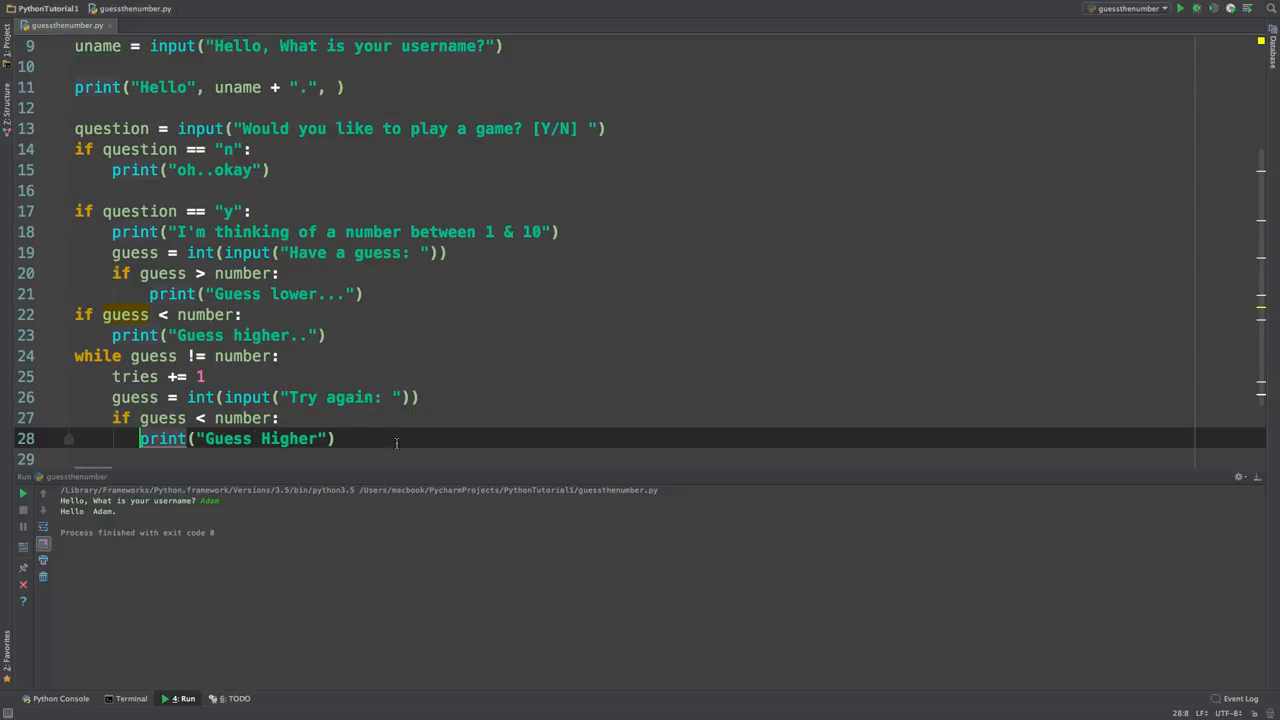 PythonTutorial1 guessthenumber.py guessthenumber
guessthenumber.py
1: Project
7: Structure
2: Favorites
Database
9 uname = input("Hello, What is your username?")
10
11 print("Hello", uname + ".", )
12
13 question = input("Would you like to play a game? [Y/N] ")
14 if question == "n":
15 print("oh..okay")
16
17 if question == "y":
18 print("I'm thinking of a number between 1 & 10")
19 guess = int(input("Have a guess: "))
20 if guess > number:
21 print("Guess lower...")
22 if guess < number:
23 print("Guess higher..")
24 while guess != number:
25 tries += 1
26 guess = int(input("Try again: "))
27 if guess < number:
28 print("Guess Higher")
29
Run guessthenumber
/Library/Frameworks/Python.framework/Versions/3.5/bin/python3.5 /Users/macbook/PycharmProjects/PythonTutorial1/guessthenumber.py
Hello, What is your username? Adam
Hello  Adam.
Process finished with exit code 0
Python Console Terminal 4: Run 6: TODO Event Log
28:8 LF÷ UTF-8÷